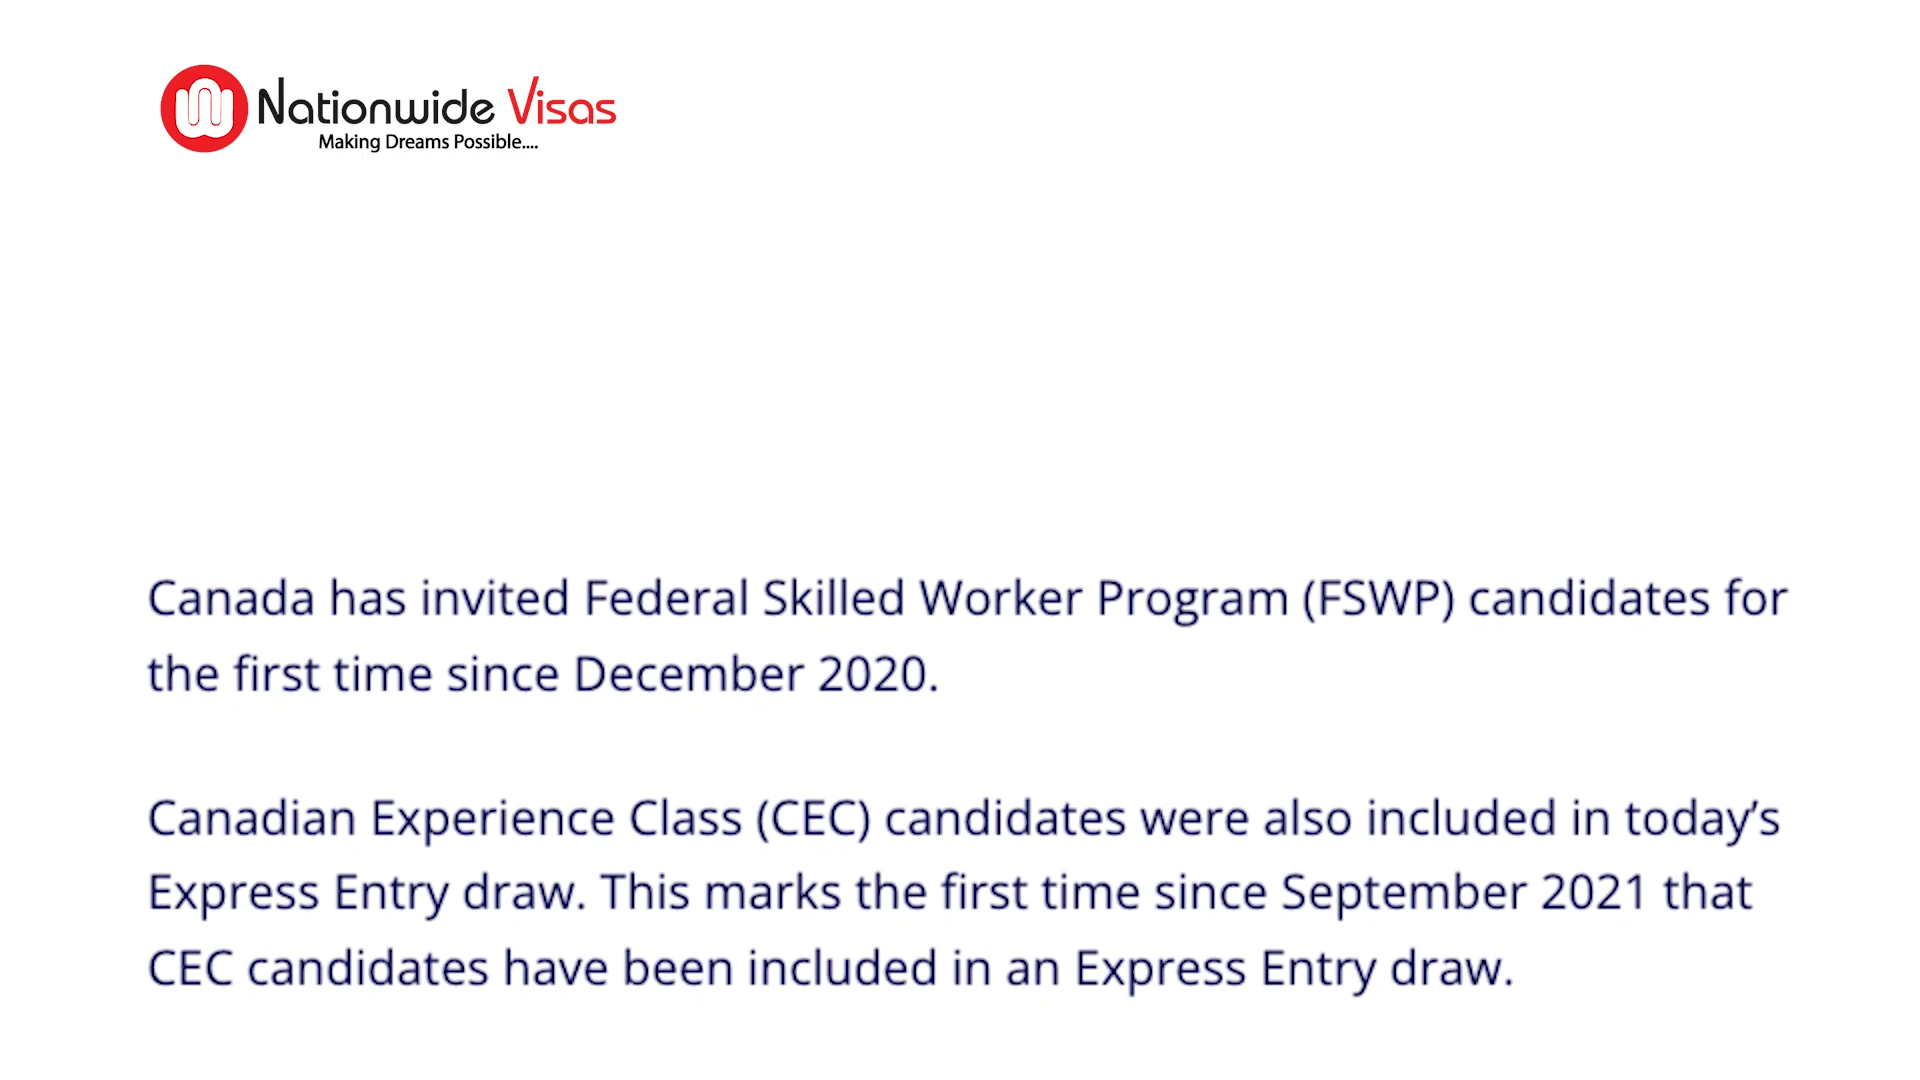 Nationwide Visas
Making Dreams Possible....
Canada has invited Federal Skilled Worker Program (FSWP) candidates for
the first time since December 2020.
Canadian Experience Class (CEC) candidates were also included in today’s
Express Entry draw. This marks the first time since September 2021 that
CEC candidates have been included in an Express Entry draw.